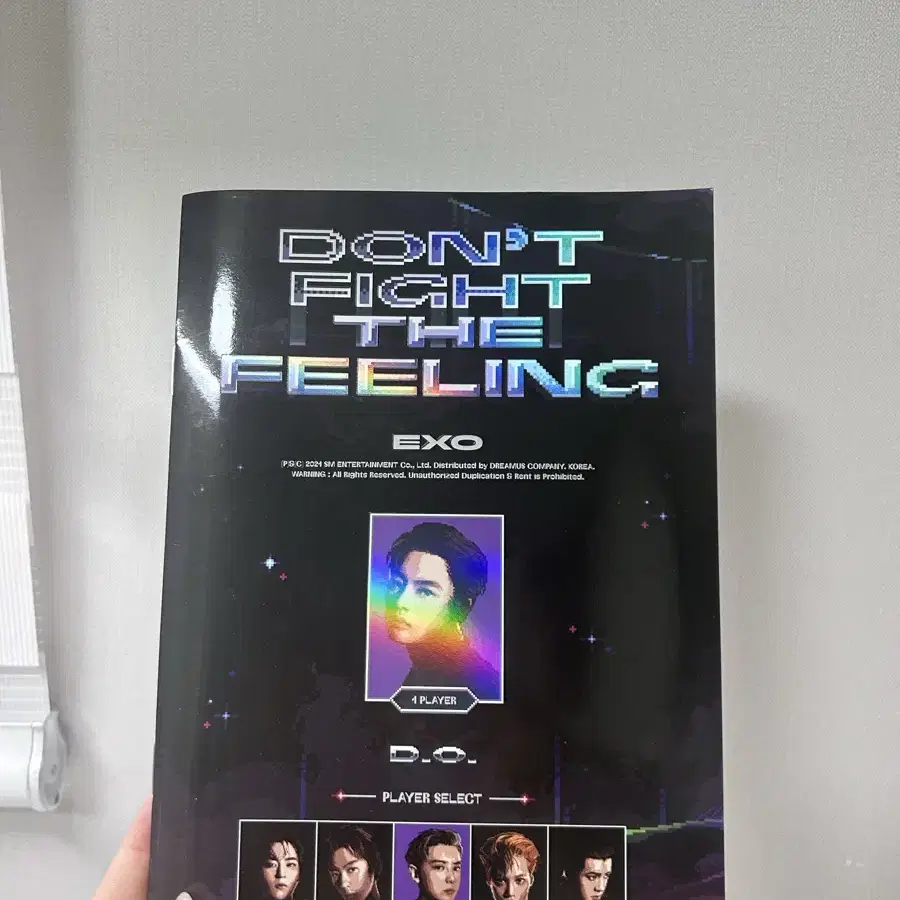 DON'T
FIGHT
THE
FEELING
EXO
(P)&(C) 2021 SM ENTERTAINMENT Co., Ltd. Distributed by DREAMUS COMPANY. KOREA.
WARNING : All Rights Reserved. Unauthorized Duplication & Rent is Prohibited.
1 PLAYER
D.O.
PLAYER SELECT